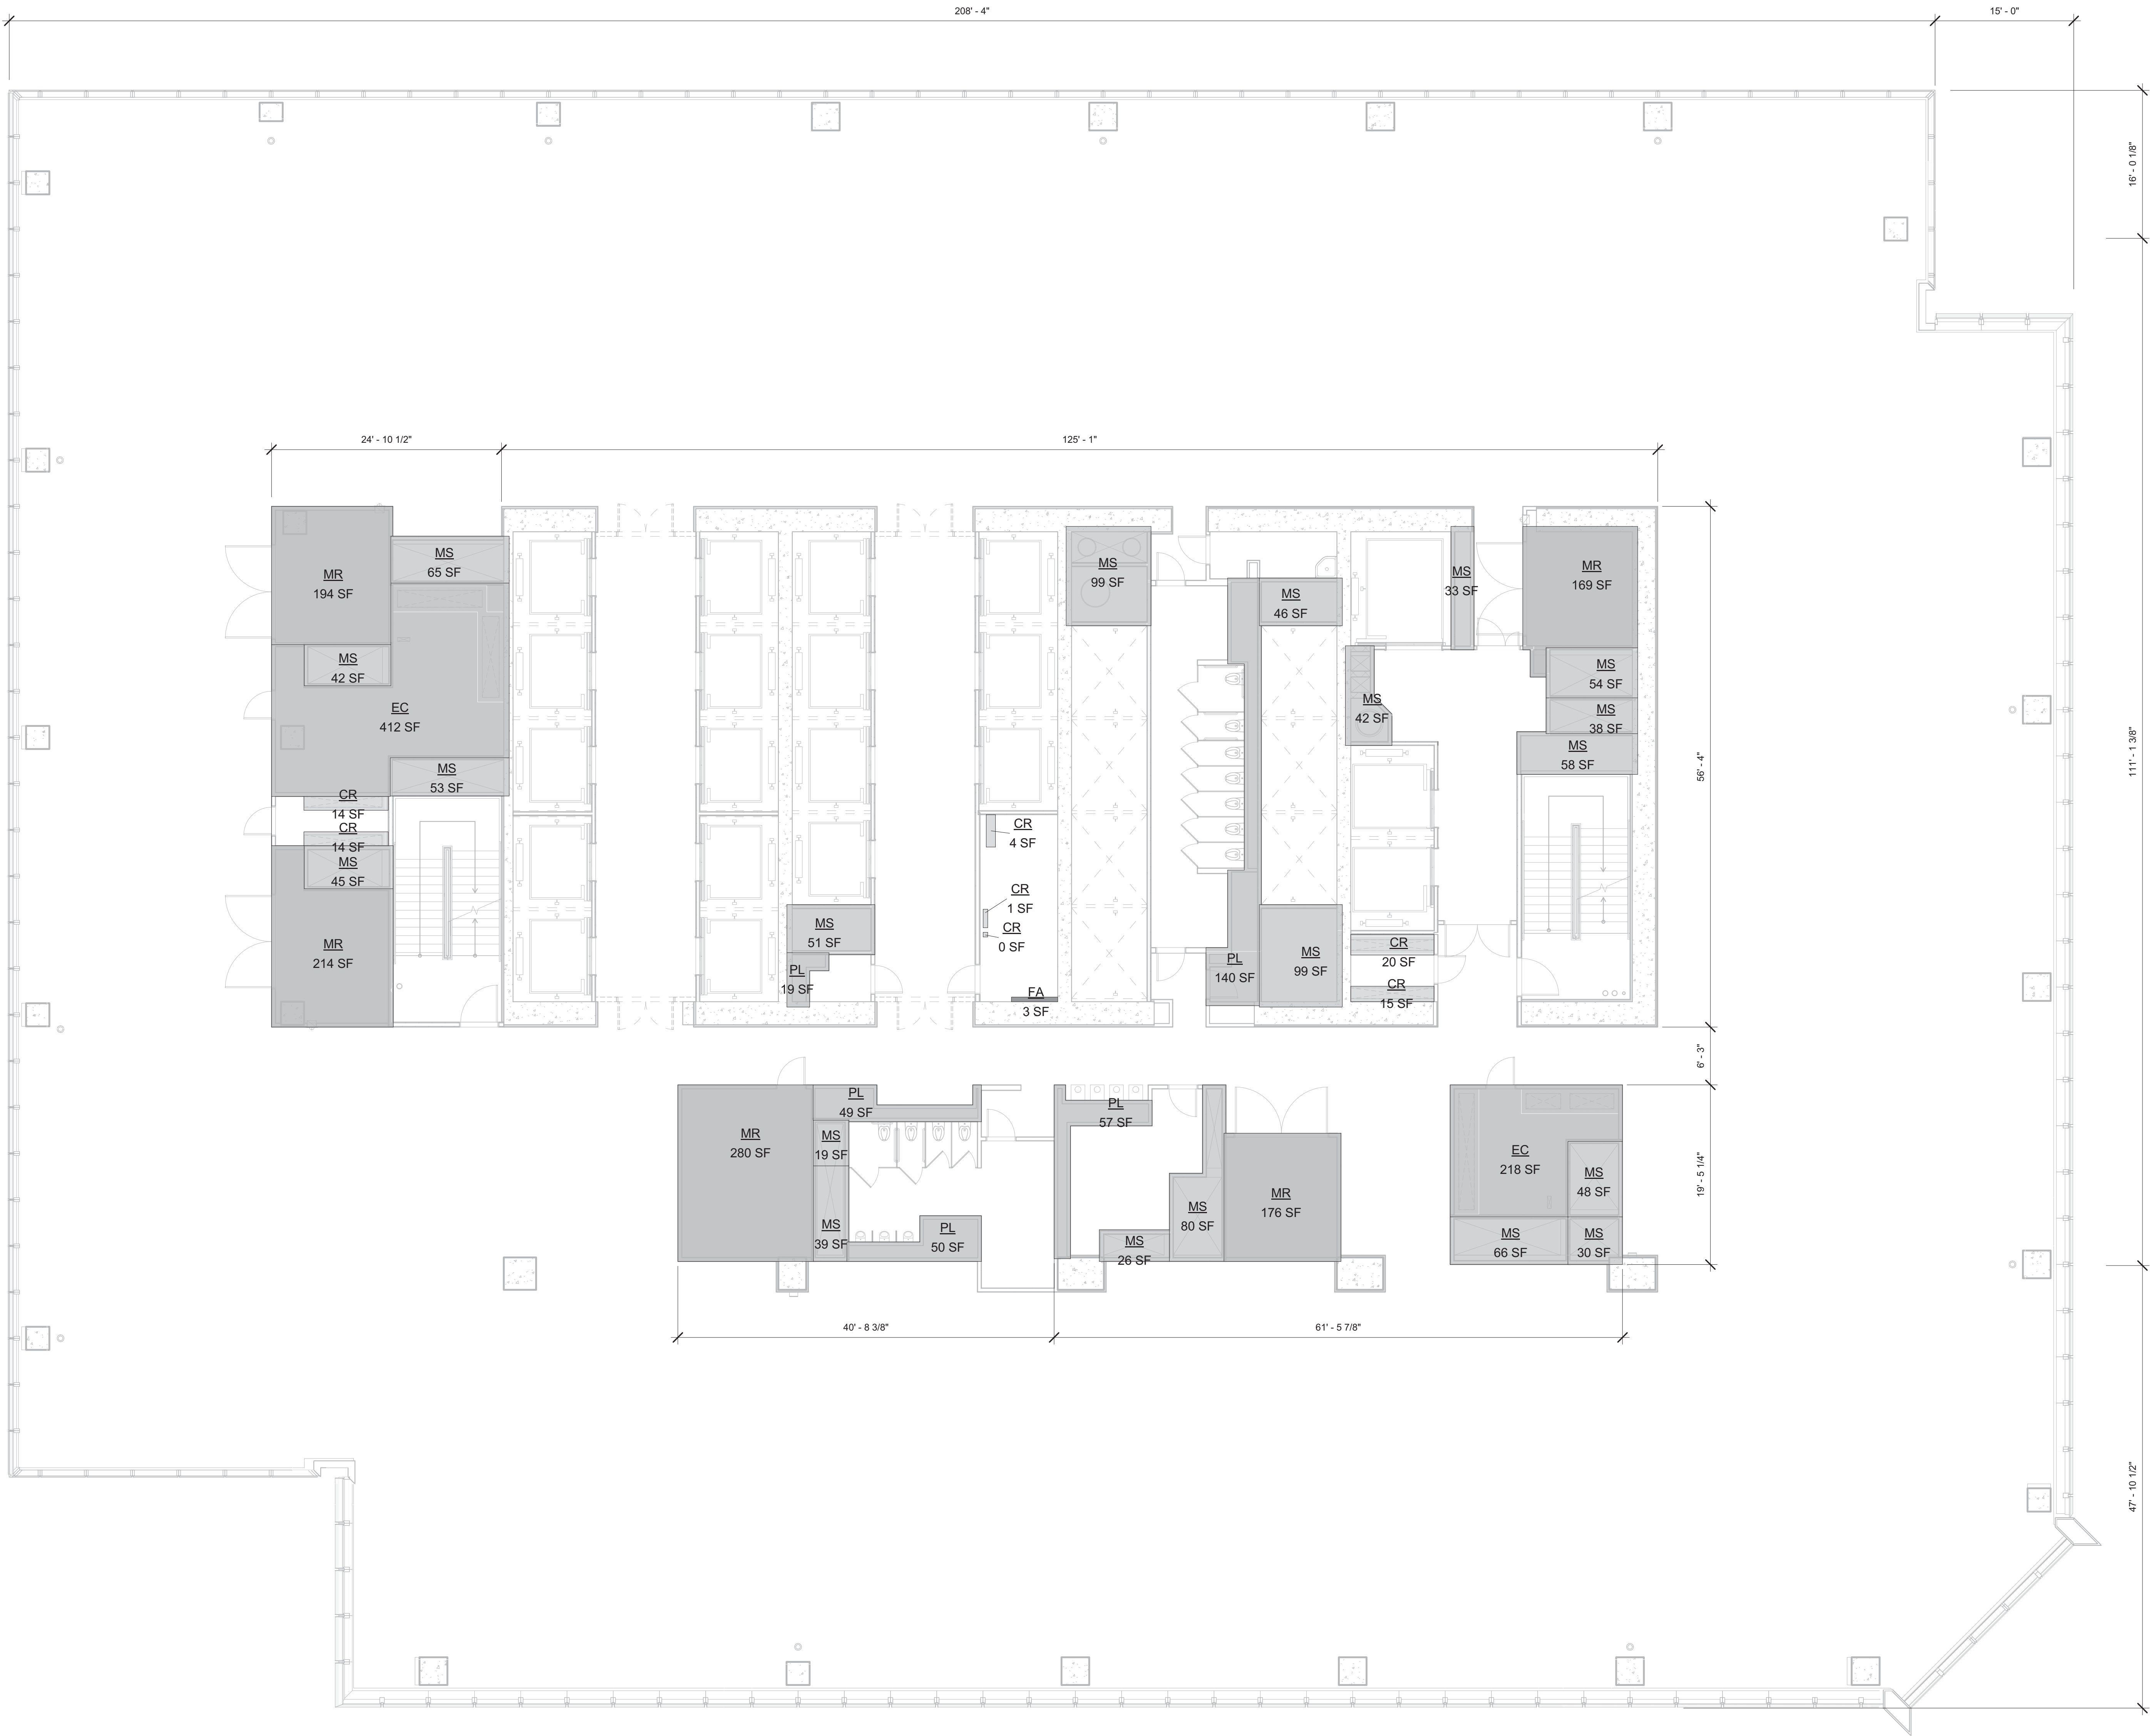 208' - 4"
15' - 0"
16' - 0 1/8"
24' - 10 1/2"
125' - 1"
MR
194 SF
MS
65 SF
MS
42 SF
EC
412 SF
MS
53 SF
CR
14 SF
CR
14 SF
MS
45 SF
MR
214 SF
MS
51 SF
PL
19 SF
MS
99 SF
CR
4 SF
CR
1 SF
CR
0 SF
FA
3 SF
MS
46 SF
PL
140 SF
MS
99 SF
MS
33 SF
MS
42 SF
CR
20 SF
CR
15 SF
MR
169 SF
MS
54 SF
MS
38 SF
MS
58 SF
56' - 4"
111' - 1 3/8"
6' - 3"
MR
280 SF
PL
49 SF
MS
19 SF
MS
39 SF
PL
50 SF
PL
57 SF
MS
26 SF
MS
80 SF
MR
176 SF
EC
218 SF
MS
48 SF
MS
66 SF
MS
30 SF
19' - 5 1/4"
40' - 8 3/8"
61' - 5 7/8"
47' - 10 1/2"